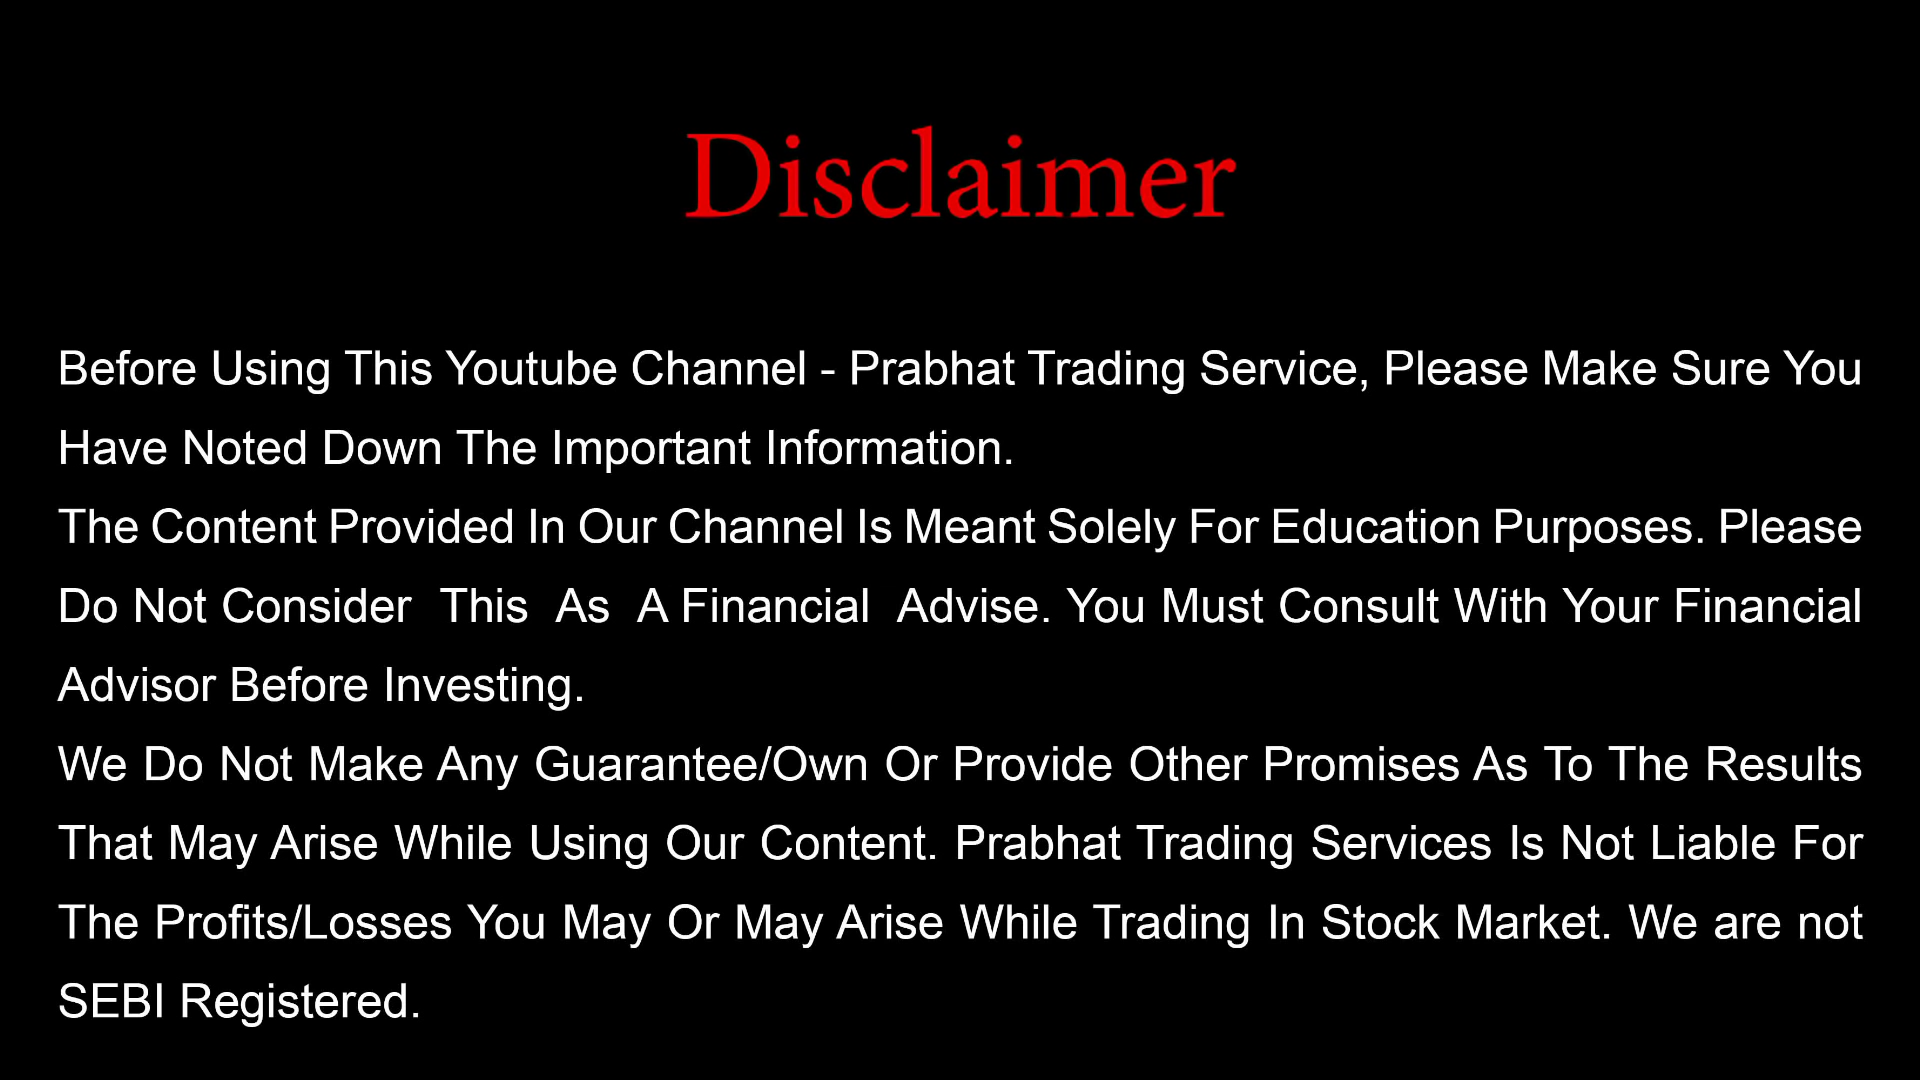 Disclaimer
Before Using This Youtube Channel - Prabhat Trading Service, Please Make Sure You
Have Noted Down The Important Information.
The Content Provided In Our Channel Is Meant Solely For Education Purposes. Please
Do Not Consider This As A Financial Advise. You Must Consult With Your Financial
Advisor Before Investing.
We Do Not Make Any Guarantee/Own Or Provide Other Promises As To The Results
That May Arise While Using Our Content. Prabhat Trading Services Is Not Liable For
The Profits/Losses You May Or May Arise While Trading In Stock Market. We are not
SEBI Registered.